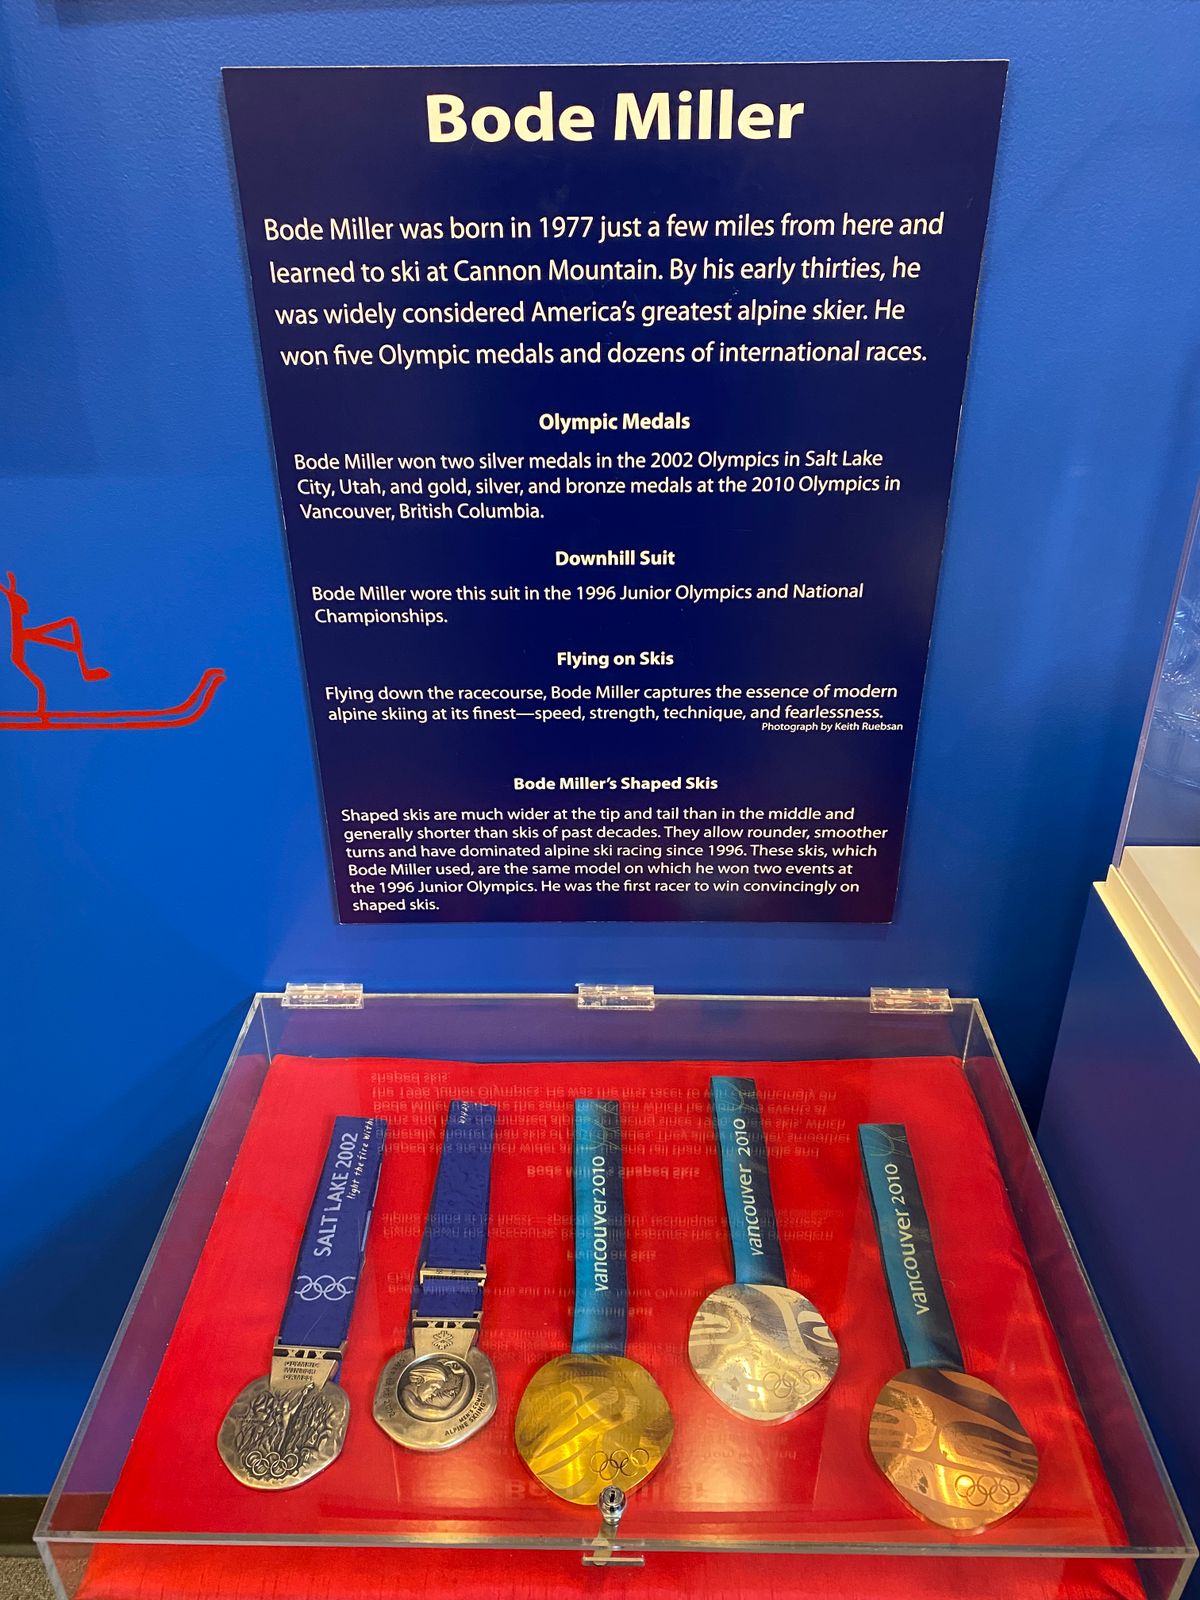 Bode Miller
Bode Miller was born in 1977 just a few miles from here and
learned to ski at Cannon Mountain. By his early thirties, he
was widely considered America's greatest alpine skier. He
won five Olympic medals and dozens of international races.
Olympic Medals
Bode Miller won two silver medals in the 2002 Olympics in Salt Lake
City, Utah, and gold, silver, and bronze medals at the 2010 Olympics in
Vancouver, British Columbia.
Downhill Suit
Bode Miller wore this suit in the 1996 Junior Olympics and National
Championships.
Flying on Skis
Flying down the racecourse, Bode Miller captures the essence of modern
alpine skiing at its finest—speed, strength, technique, and fearlessness.
Photograph by Keith Ruebsan
Bode Miller's Shaped Skis
Shaped skis are much wider at the tip and tail than in the middle and
generally shorter than skis of past decades. They allow rounder, smoother
turns and have dominated alpine ski racing since 1996. These skis, which
Bode Miller used, are the same model on which he won two events at
the 1996 Junior Olympics. He was the first racer to win convincingly on
shaped skis.
SALT LAKE 2002
light the fire with
XIX
OLYMPIC
WINTER
GAMES
XIX
MEN'S
ALPINE SKIING
vancouver 2010
vancouver 2010
vancouver 2010